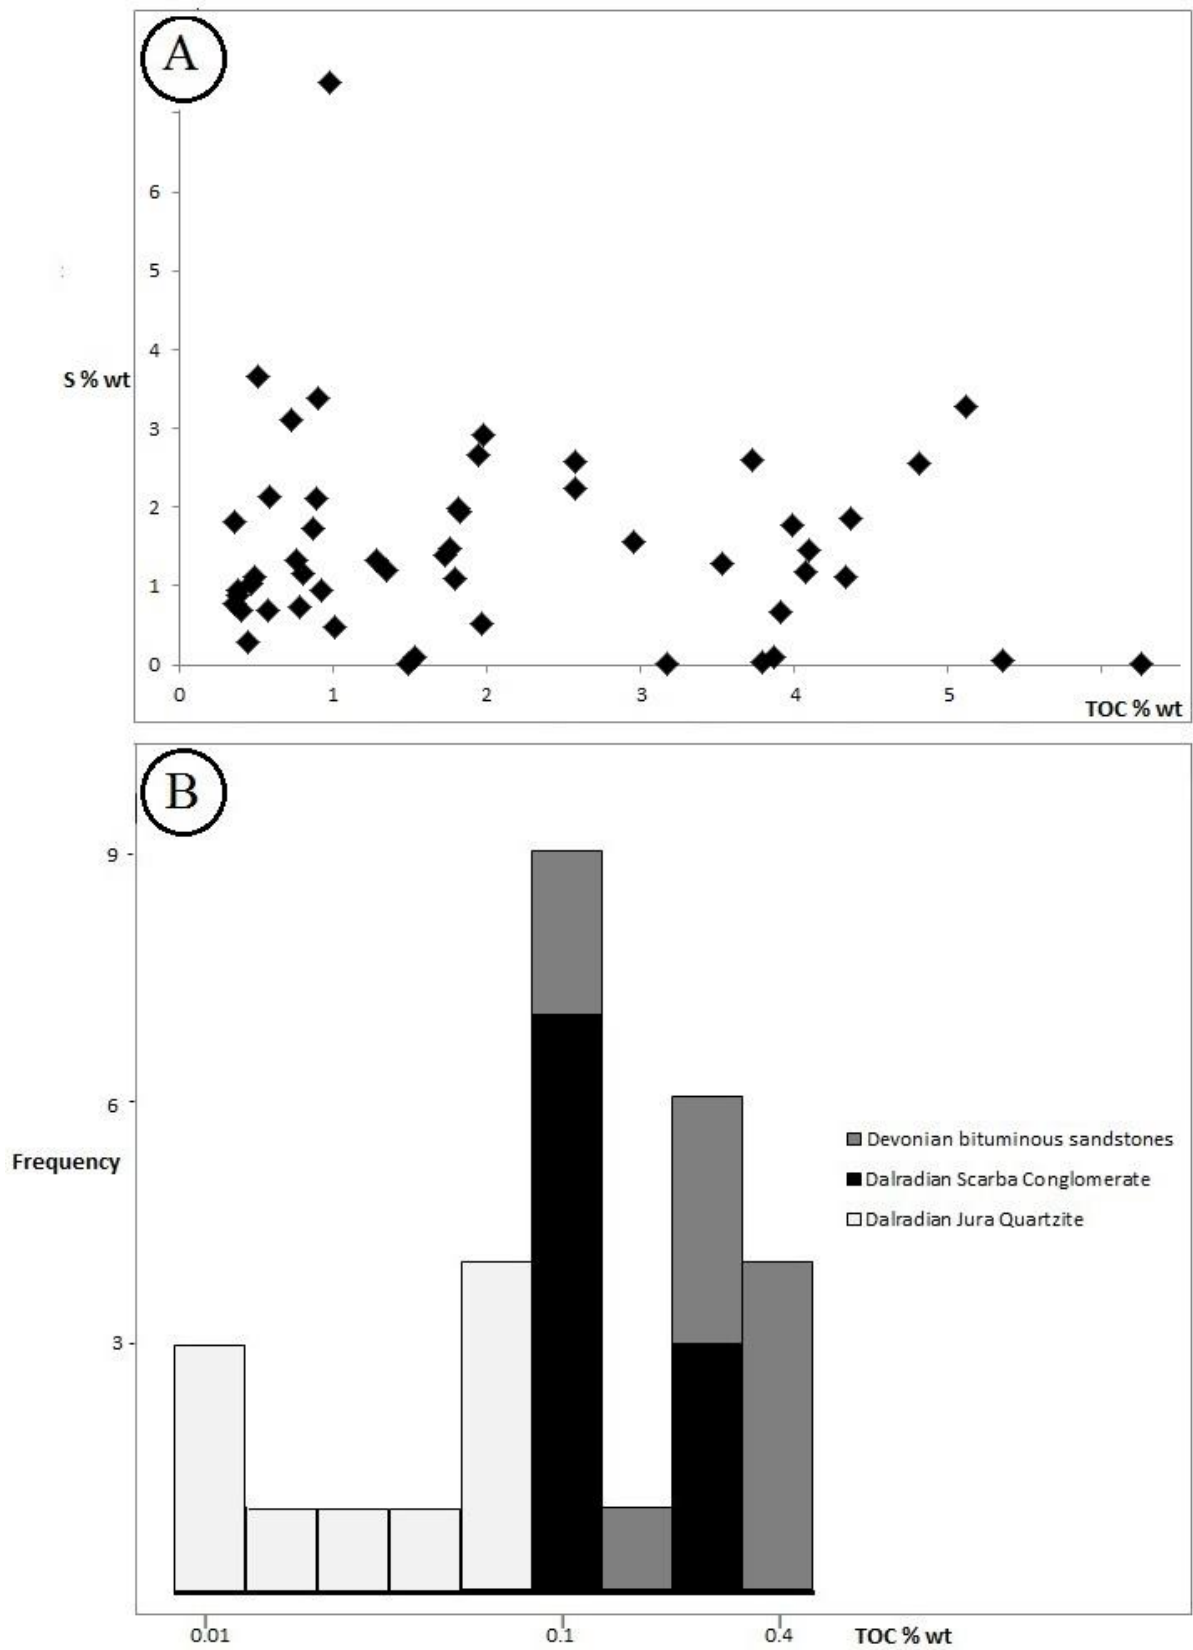 A
6
5
4
S % wt
3
2
1
0
0 1 2 3 4 5
TOC % wt
B
9
6
Frequency
Devonian bituminous sandstones
Dalradian Scarba Conglomerate
Dalradian Jura Quartzite
3
0.01 0.1 0.4 TOC % wt